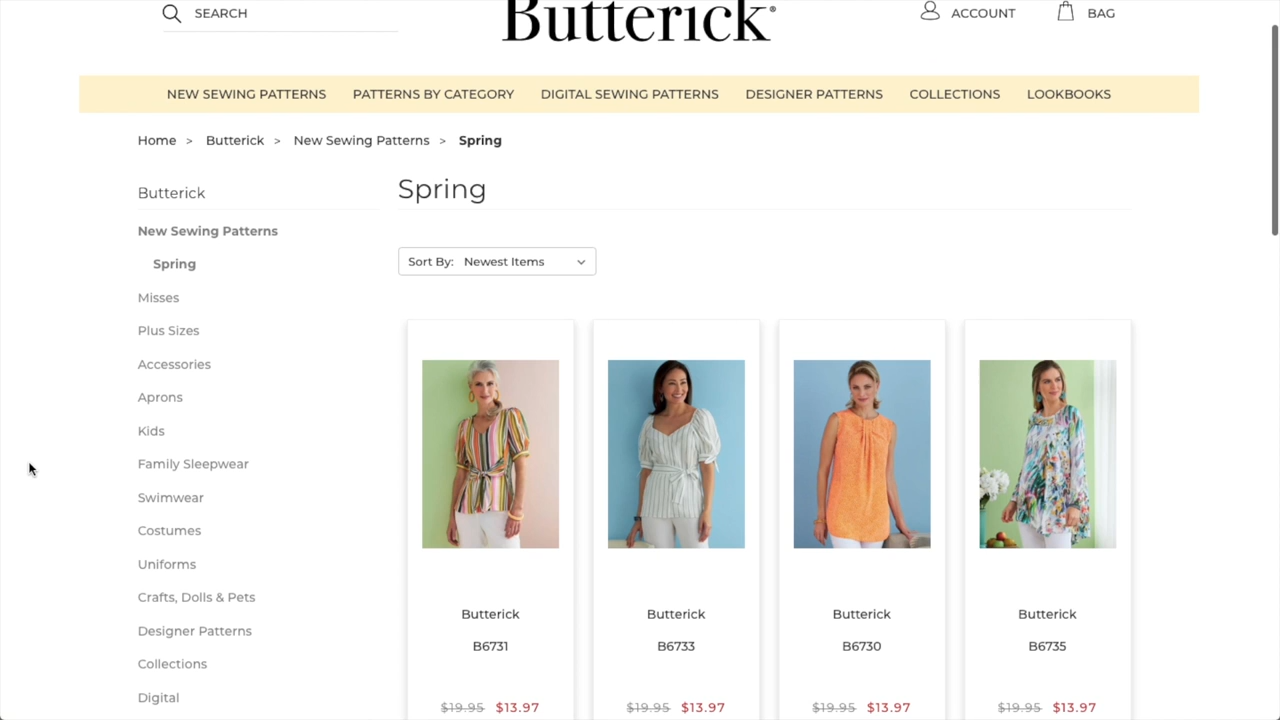 SEARCH
Butterick®
ACCOUNT
BAG
NEW SEWING PATTERNS
PATTERNS BY CATEGORY
DIGITAL SEWING PATTERNS
DESIGNER PATTERNS
COLLECTIONS
LOOKBOOKS
Home > Butterick > New Sewing Patterns > Spring
Butterick
New Sewing Patterns
Spring
Misses
Plus Sizes
Accessories
Aprons
Kids
Family Sleepwear
Swimwear
Costumes
Uniforms
Crafts, Dolls & Pets
Designer Patterns
Collections
Digital
Spring
Sort By: Newest Items
Butterick
B6731
$19.95 $13.97
Butterick
B6733
$19.95 $13.97
Butterick
B6730
$19.95 $13.97
Butterick
B6735
$19.95 $13.97